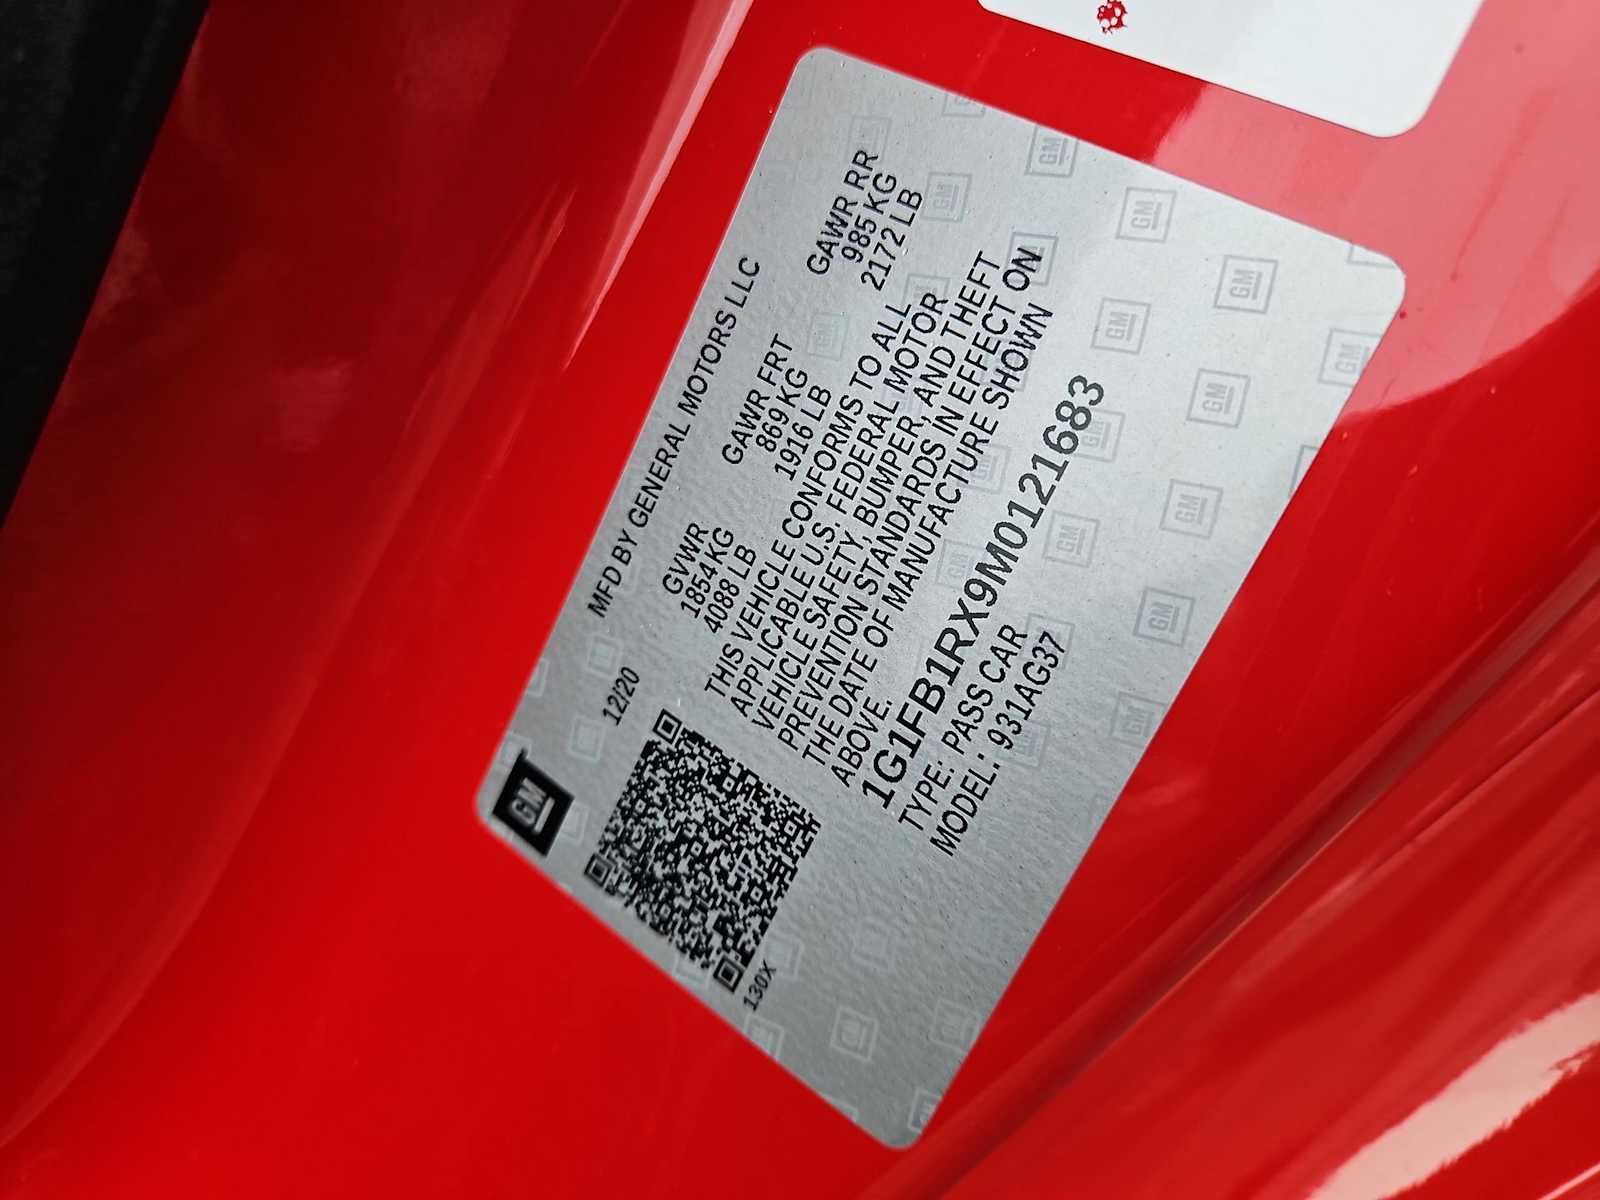 GM
12/20
MFD BY GENERAL MOTORS LLC
GVWR
1854 KG
4088 LB
GAWR FRT
869 KG
1916 LB
GAWR RR
985 KG
2172 LB
THIS VEHICLE CONFORMS TO ALL
APPLICABLE U.S. FEDERAL MOTOR
VEHICLE SAFETY, BUMPER, AND THEFT
PREVENTION STANDARDS IN EFFECT ON
THE DATE OF MANUFACTURE SHOWN
ABOVE.
1G1FB1RX9M0121683
TYPE: PASS CAR
MODEL: 931AG37
130X